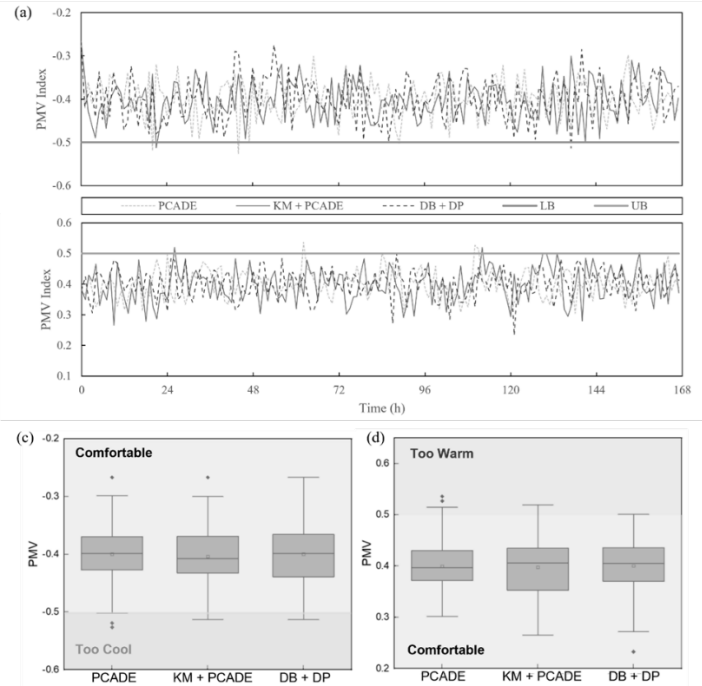 (a)
-0.3
-0.4
-0.5
-0.6
PMV Index
PCADE KM + PCADE DB + DP LB UB
0.6
0.5
0.4
0.3
0.2
0.1
PMV Index
0 24 48 72 96 120 144 168
Time (h)
(c)
-0.2
-0.3
-0.4
-0.5
-0.6
PMV
Comfortable
Too Cool
PCADE KM + PCADE DB + DP
(d)
0.6
0.5
0.4
0.3
0.2
PMV
Too Warm
Comfortable
PCADE KM + PCADE DB + DP